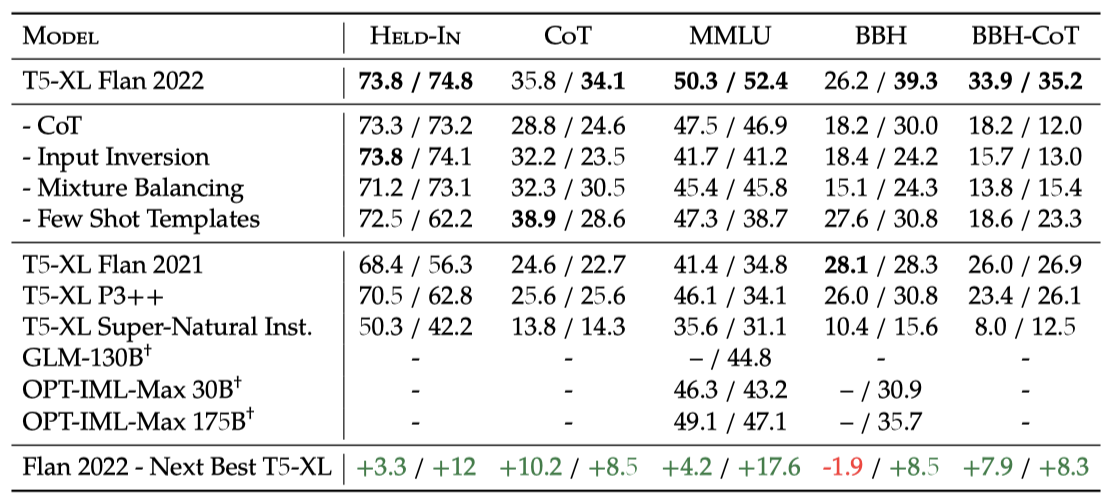 MODEL HELD-IN CoT MMLU BBH BBH-CoT
T5-XL Flan 2022 73.8 / 74.8 35.8 / 34.1 50.3 / 52.4 26.2 / 39.3 33.9 / 35.2
- CoT 73.3 / 73.2 28.8 / 24.6 47.5 / 46.9 18.2 / 30.0 18.2 / 12.0
- Input Inversion 73.8 / 74.1 32.2 / 23.5 41.7 / 41.2 18.4 / 24.2 15.7 / 13.0
- Mixture Balancing 71.2 / 73.1 32.3 / 30.5 45.4 / 45.8 15.1 / 24.3 13.8 / 15.4
- Few Shot Templates 72.5 / 62.2 38.9 / 28.6 47.3 / 38.7 27.6 / 30.8 18.6 / 23.3
T5-XL Flan 2021 68.4 / 56.3 24.6 / 22.7 41.4 / 34.8 28.1 / 28.3 26.0 / 26.9
T5-XL P3++ 70.5 / 62.8 25.6 / 25.6 46.1 / 34.1 26.0 / 30.8 23.4 / 26.1
T5-XL Super-Natural Inst. 50.3 / 42.2 13.8 / 14.3 35.6 / 31.1 10.4 / 15.6 8.0 / 12.5
GLM-130B† - - – / 44.8 - -
OPT-IML-Max 30B† - - 46.3 / 43.2 – / 30.9 -
OPT-IML-Max 175B† - - 49.1 / 47.1 – / 35.7 -
Flan 2022 - Next Best T5-XL +3.3 / +12 +10.2 / +8.5 +4.2 / +17.6 -1.9 / +8.5 +7.9 / +8.3